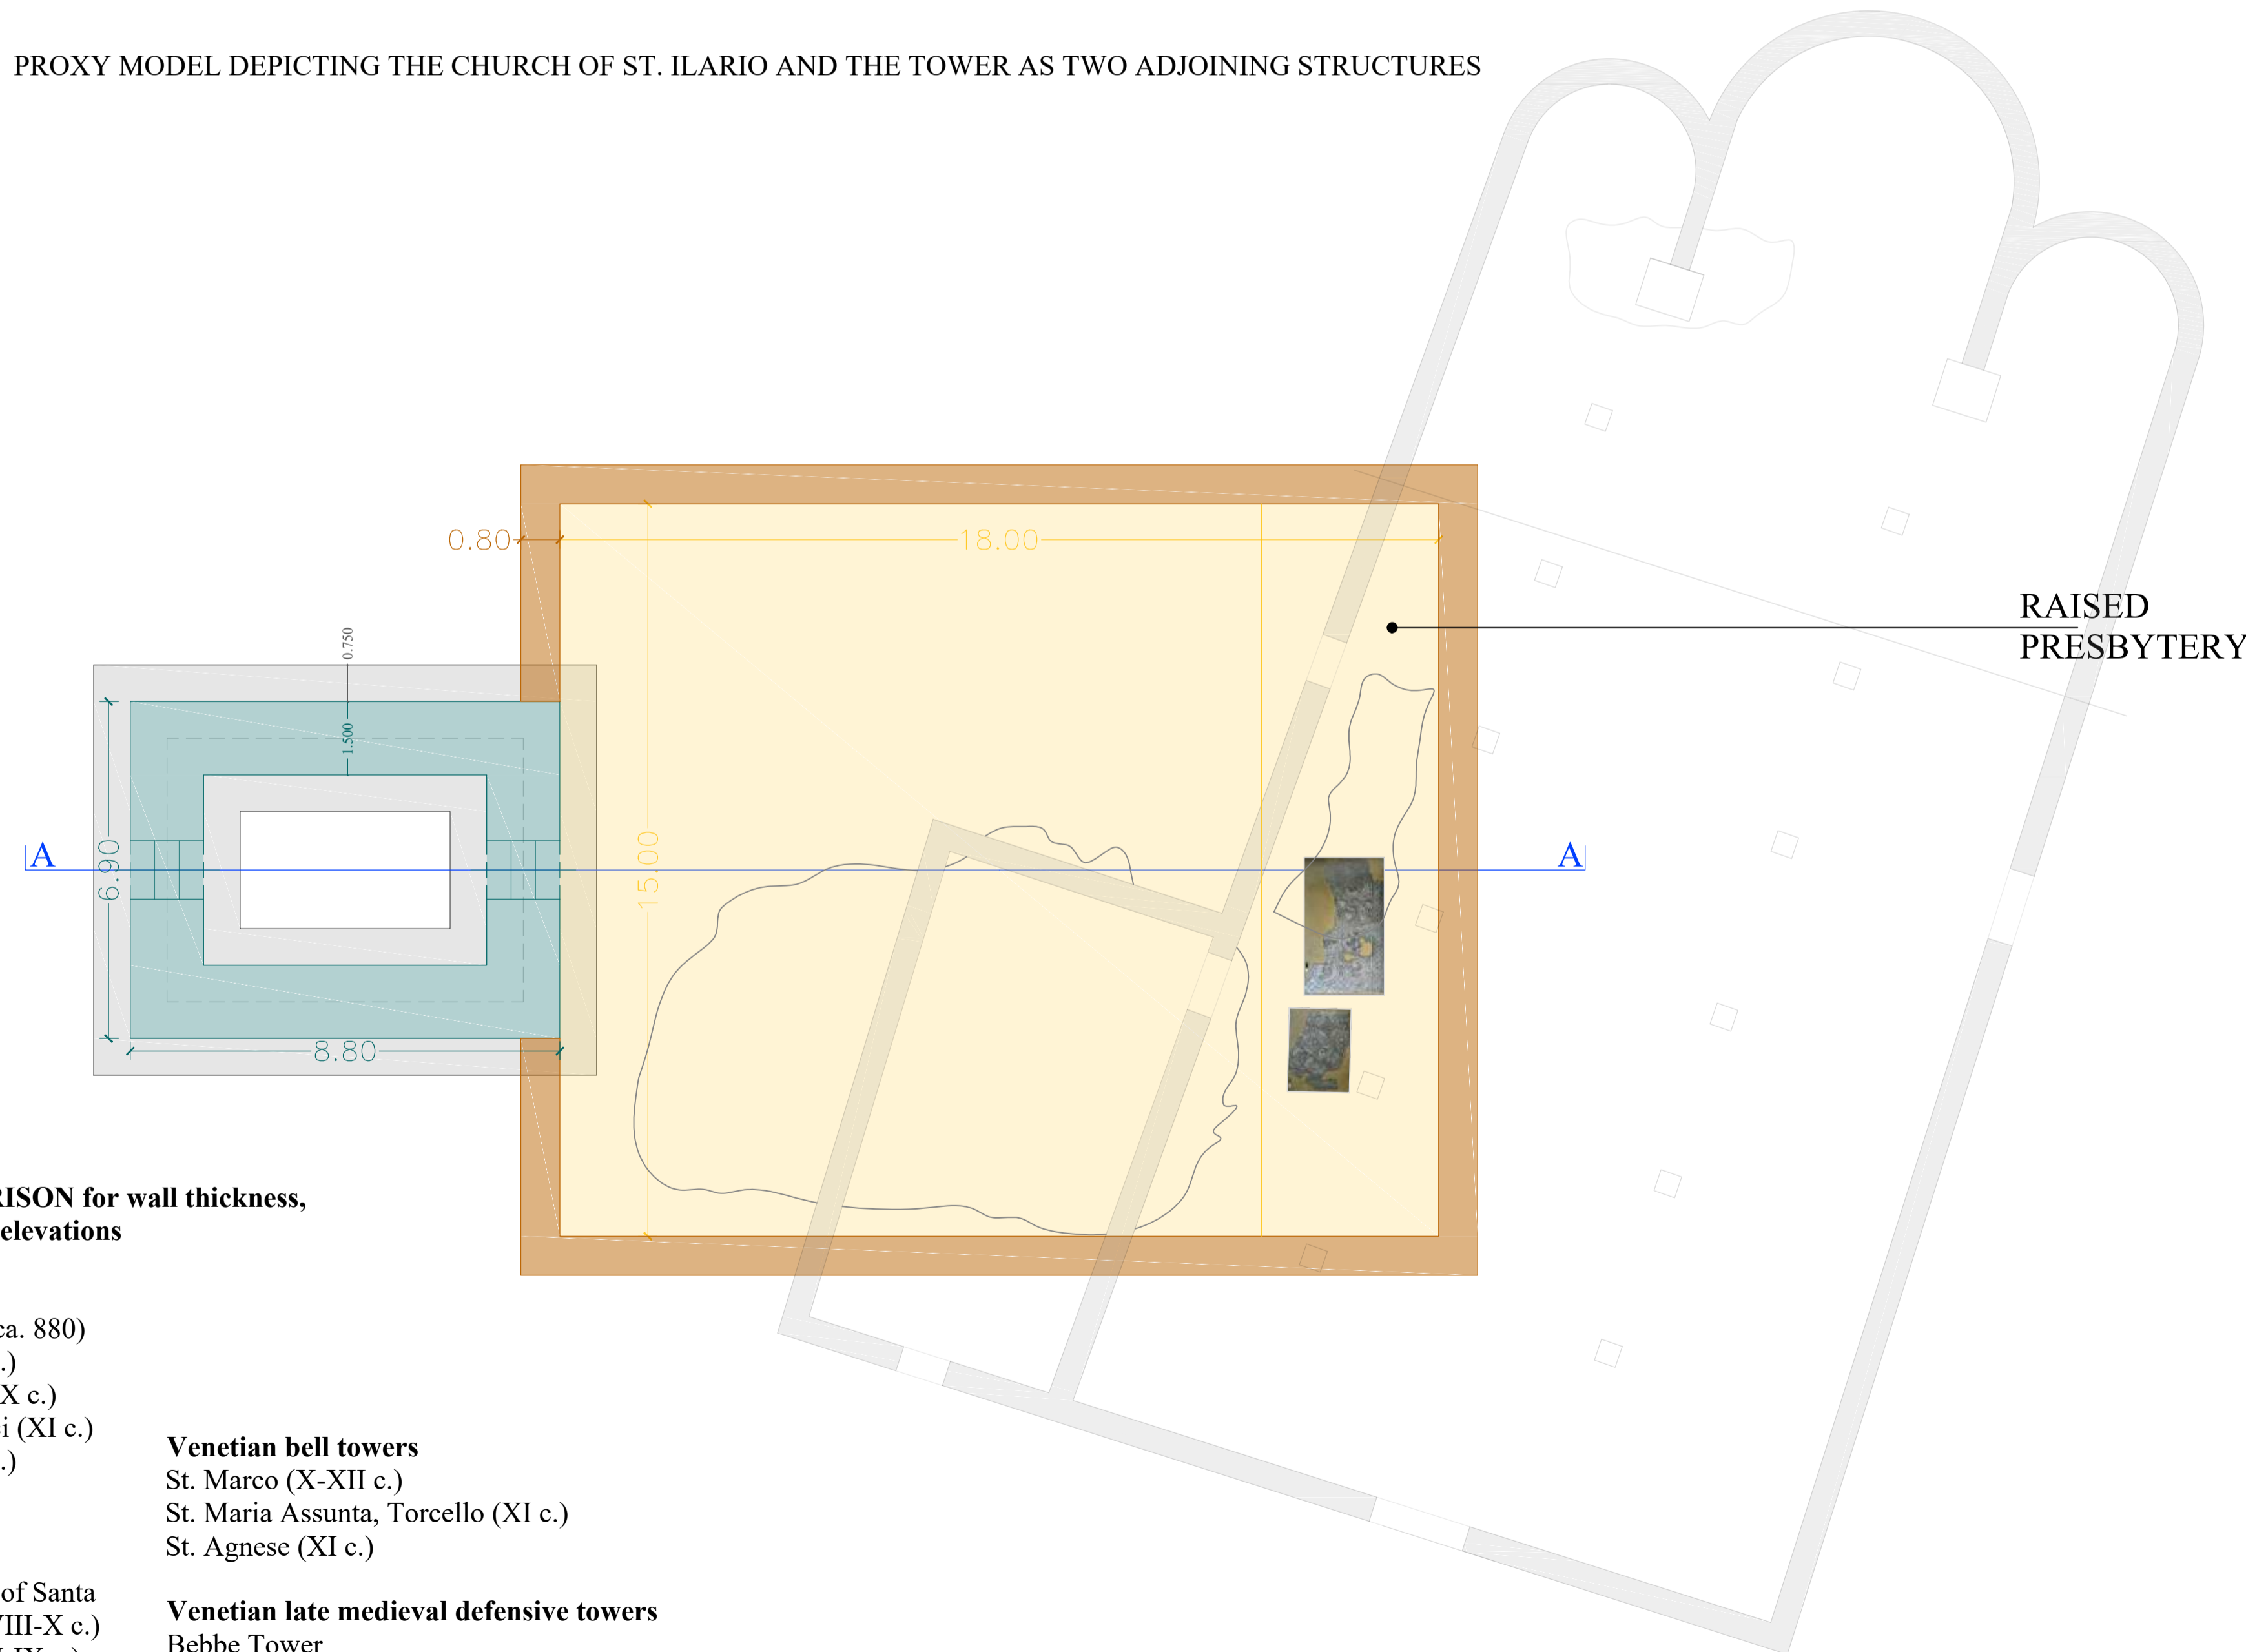 PROXY MODEL DEPICTING THE CHURCH OF ST. ILARIO AND THE TOWER AS TWO ADJOINING STRUCTURES
0.80
18.00
RAISED
PRESBYTERY
0.750
1.500
A
A
6.90
15.00
8.80
RISON for wall thickness,
elevations
ca. 880)
.)
X c.)
i (XI c.)
.)
Venetian bell towers
St. Marco (X-XII c.)
St. Maria Assunta, Torcello (XI c.)
St. Agnese (XI c.)
of Santa
VIII-X c.)
Venetian late medieval defensive towers
Bebbe Tower